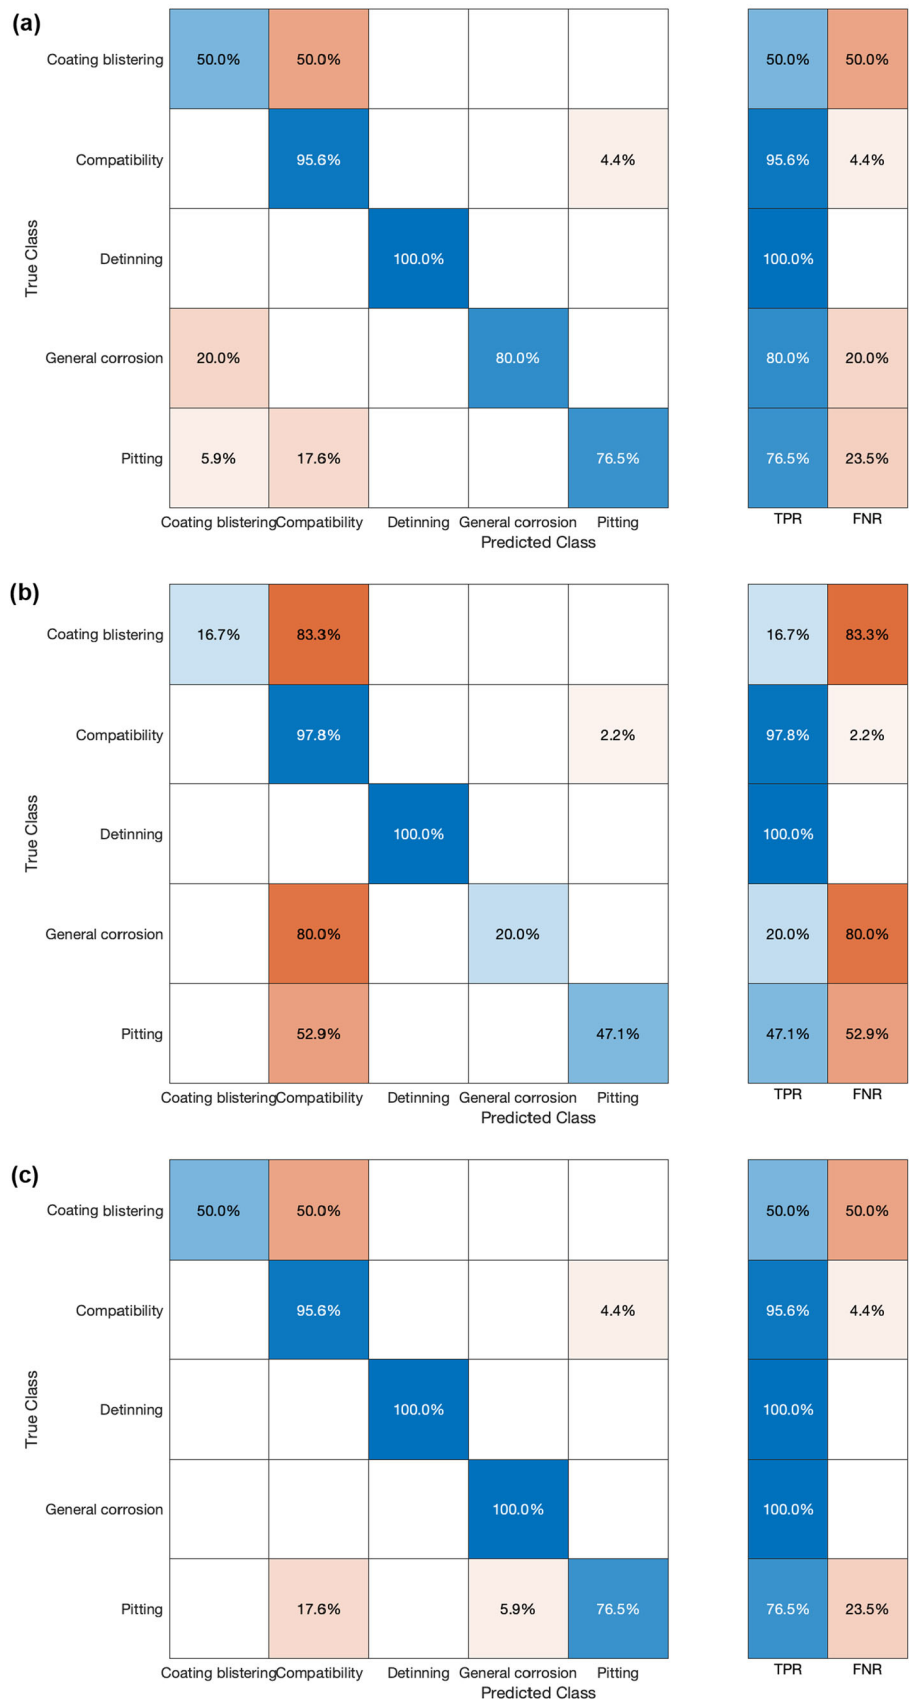 (a)
Coating blistering 50.0% 50.0% 50.0% 50.0%
Compatibility 95.6% 4.4% 95.6% 4.4%
True Class
Detinning 100.0% 100.0%
General corrosion 20.0% 80.0% 80.0% 20.0%
Pitting 5.9% 17.6% 76.5% 76.5% 23.5%
Coating blistering Compatibility Detinning General corrosion Pitting TPR FNR
Predicted Class
(b)
Coating blistering 16.7% 83.3% 16.7% 83.3%
Compatibility 97.8% 2.2% 97.8% 2.2%
True Class
Detinning 100.0% 100.0%
General corrosion 80.0% 20.0% 20.0% 80.0%
Pitting 52.9% 47.1% 47.1% 52.9%
Coating blistering Compatibility Detinning General corrosion Pitting TPR FNR
Predicted Class
(c)
Coating blistering 50.0% 50.0% 50.0% 50.0%
Compatibility 95.6% 4.4% 95.6% 4.4%
True Class
Detinning 100.0% 100.0%
General corrosion 100.0% 100.0%
Pitting 17.6% 5.9% 76.5% 76.5% 23.5%
Coating blistering Compatibility Detinning General corrosion Pitting TPR FNR
Predicted Class